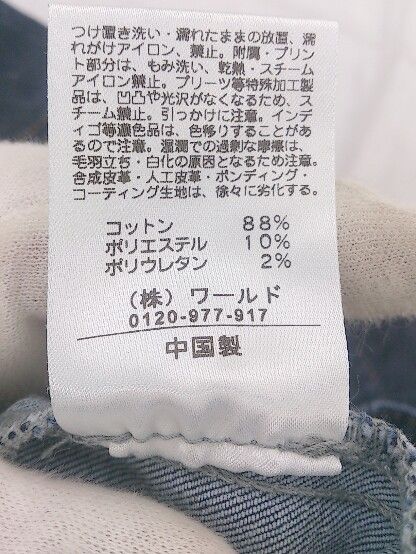 つけ置き洗い・濡れたままの放置、濡
れがけアイロン、禁止。附属・プリン
ト部分は、もみ洗い、乾熱・スチーム
アイロン禁止。プリーツ等特殊加工製
品は、凹凸や光沢がなくなるため、ス
チーム禁止。引っかけに注意。インデ
ィゴ等濃色品は、色移りすることがあ
るので注意。湿潤での過剰な摩擦は、
毛羽立ち・白化の原因となるため注意。
合成皮革・人工皮革・ボンディング・
コーティング生地は、徐々に劣化する。
コットン 88%
ポリエステル 10%
ポリウレタン 2%
(株) ワールド
0120-977-917
中国製